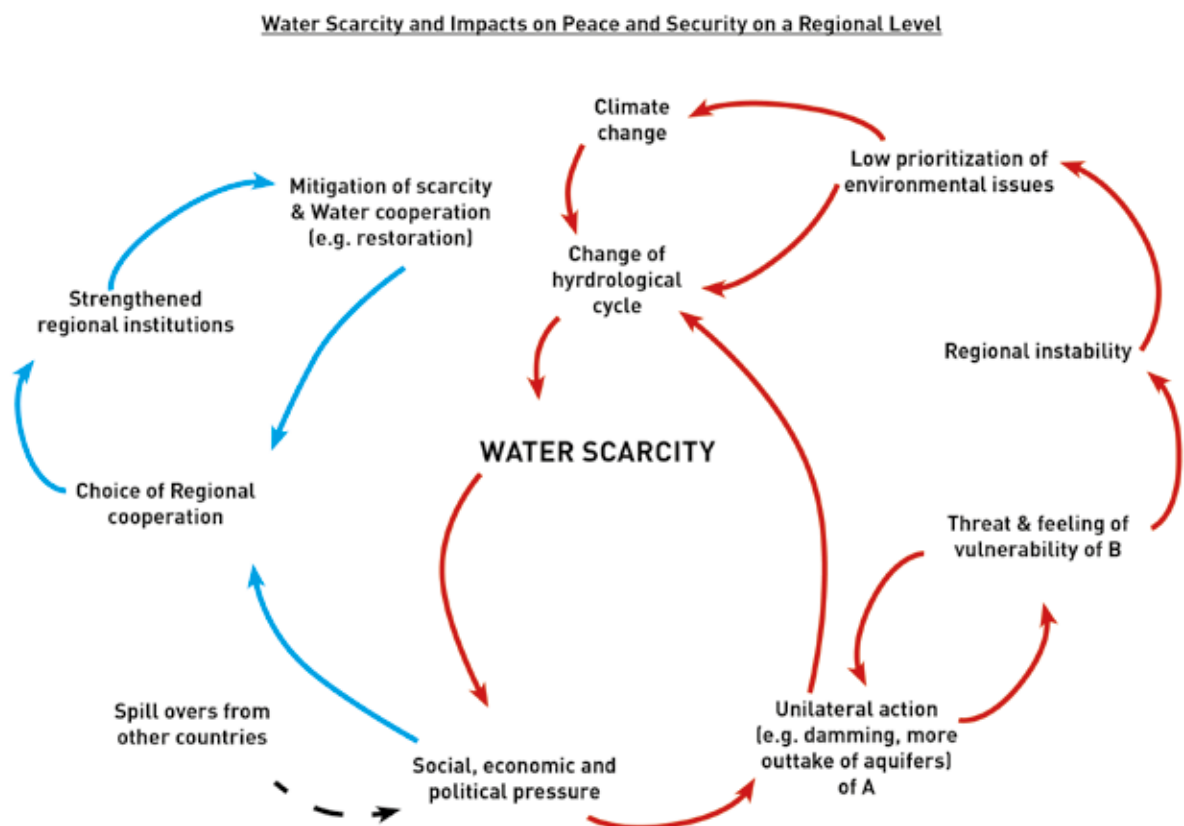 Water Scarcity and Impacts on Peace and Security on a Regional Level
Climate
change
Low prioritization of
environmental issues
Mitigation of scarcity
& Water cooperation
(e.g. restoration)
Change of
hyrdrological
cycle
Strengthened
regional institutions
Regional instability
WATER SCARCITY
Choice of Regional
cooperation
Threat & feeling of
vulnerability of B
Spill overs from
other countries
Unilateral action
(e.g. damming, more
outtake of aquifers)
of A
Social, economic and
political pressure